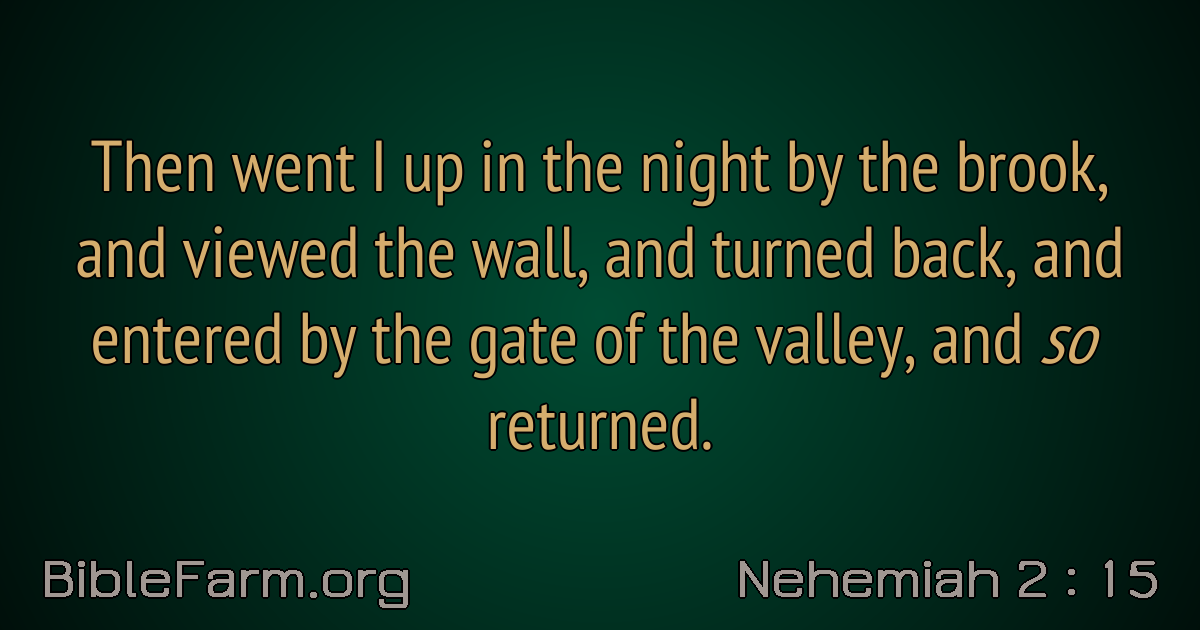 Then went I up in the night by the brook,
and viewed the wall, and turned back, and
entered by the gate of the valley, and so
returned.
BibleFarm.org
Nehemiah 2 : 15